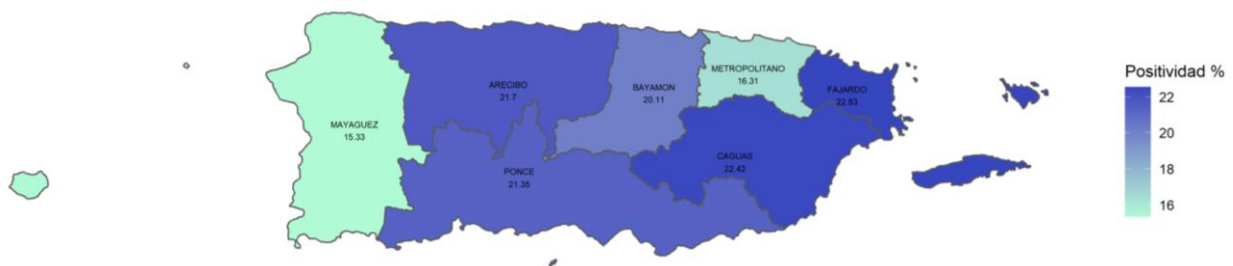 METROPOLITANO
16.31
ARECIBO
21.7
BAYAMON
20.11
FAJARDO
22.53
MAYAGUEZ
15.33
CAGUAS
22.42
PONCE
21.35
Positividad %
22
20
18
16